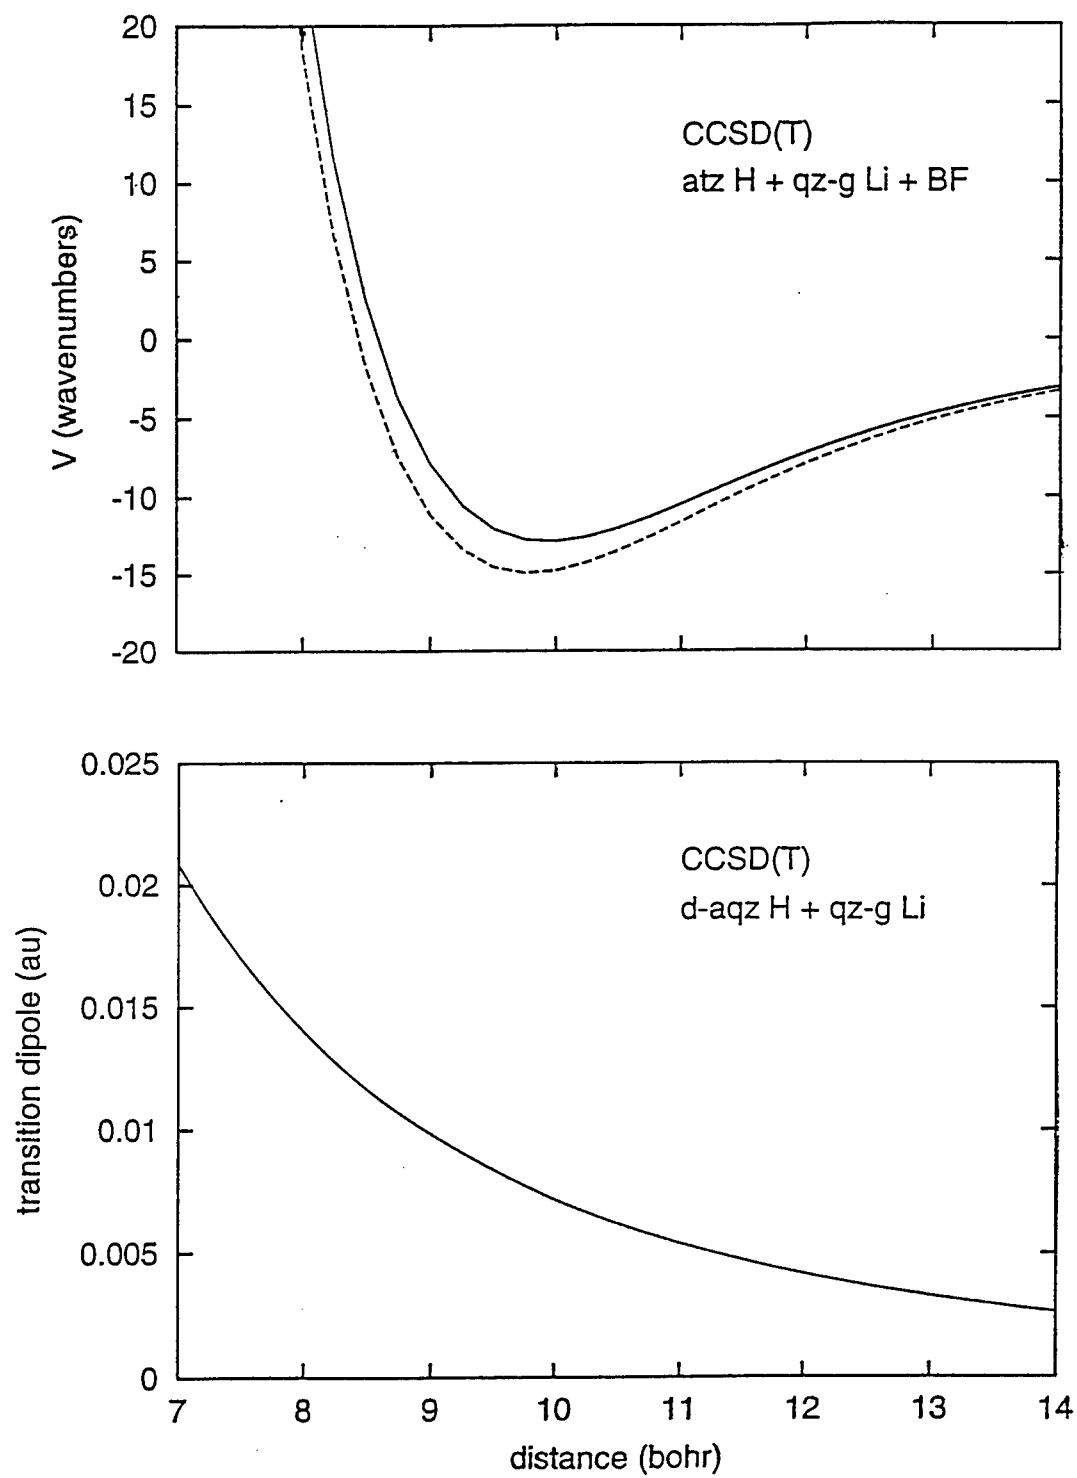 20
15
10
5
0
-5
-10
-15
-20
V (wavenumbers)
CCSD(T)
atz H + qz-g Li + BF
0.025
0.02
0.015
0.01
0.005
0
transition dipole (au)
CCSD(T)
d-aqz H + qz-g Li
7 8 9 10 11 12 13 14
distance (bohr)